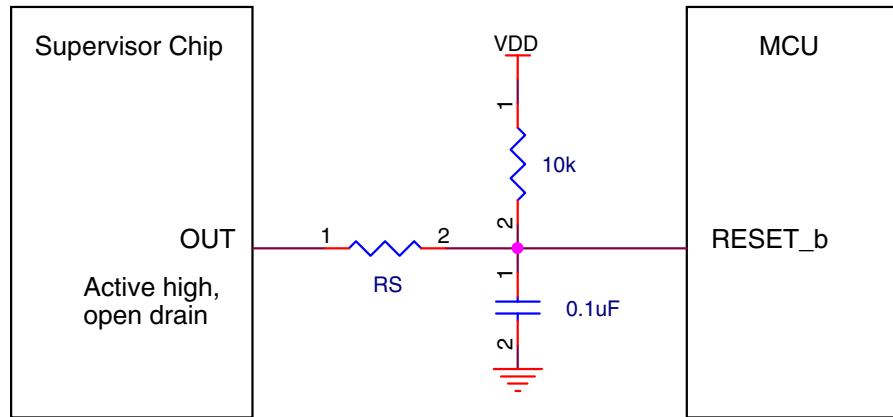 Supervisor Chip
VDD
MCU
1
10k
2
OUT
1
2
RESET_b
RS
1
Active high,
open drain
0.1uF
2